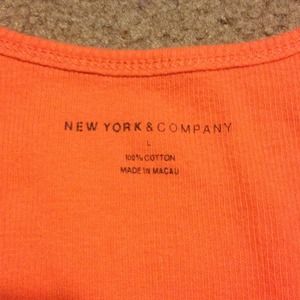 NEW YORK & COMPANY
L
100% COTTON
MADE IN MACAU